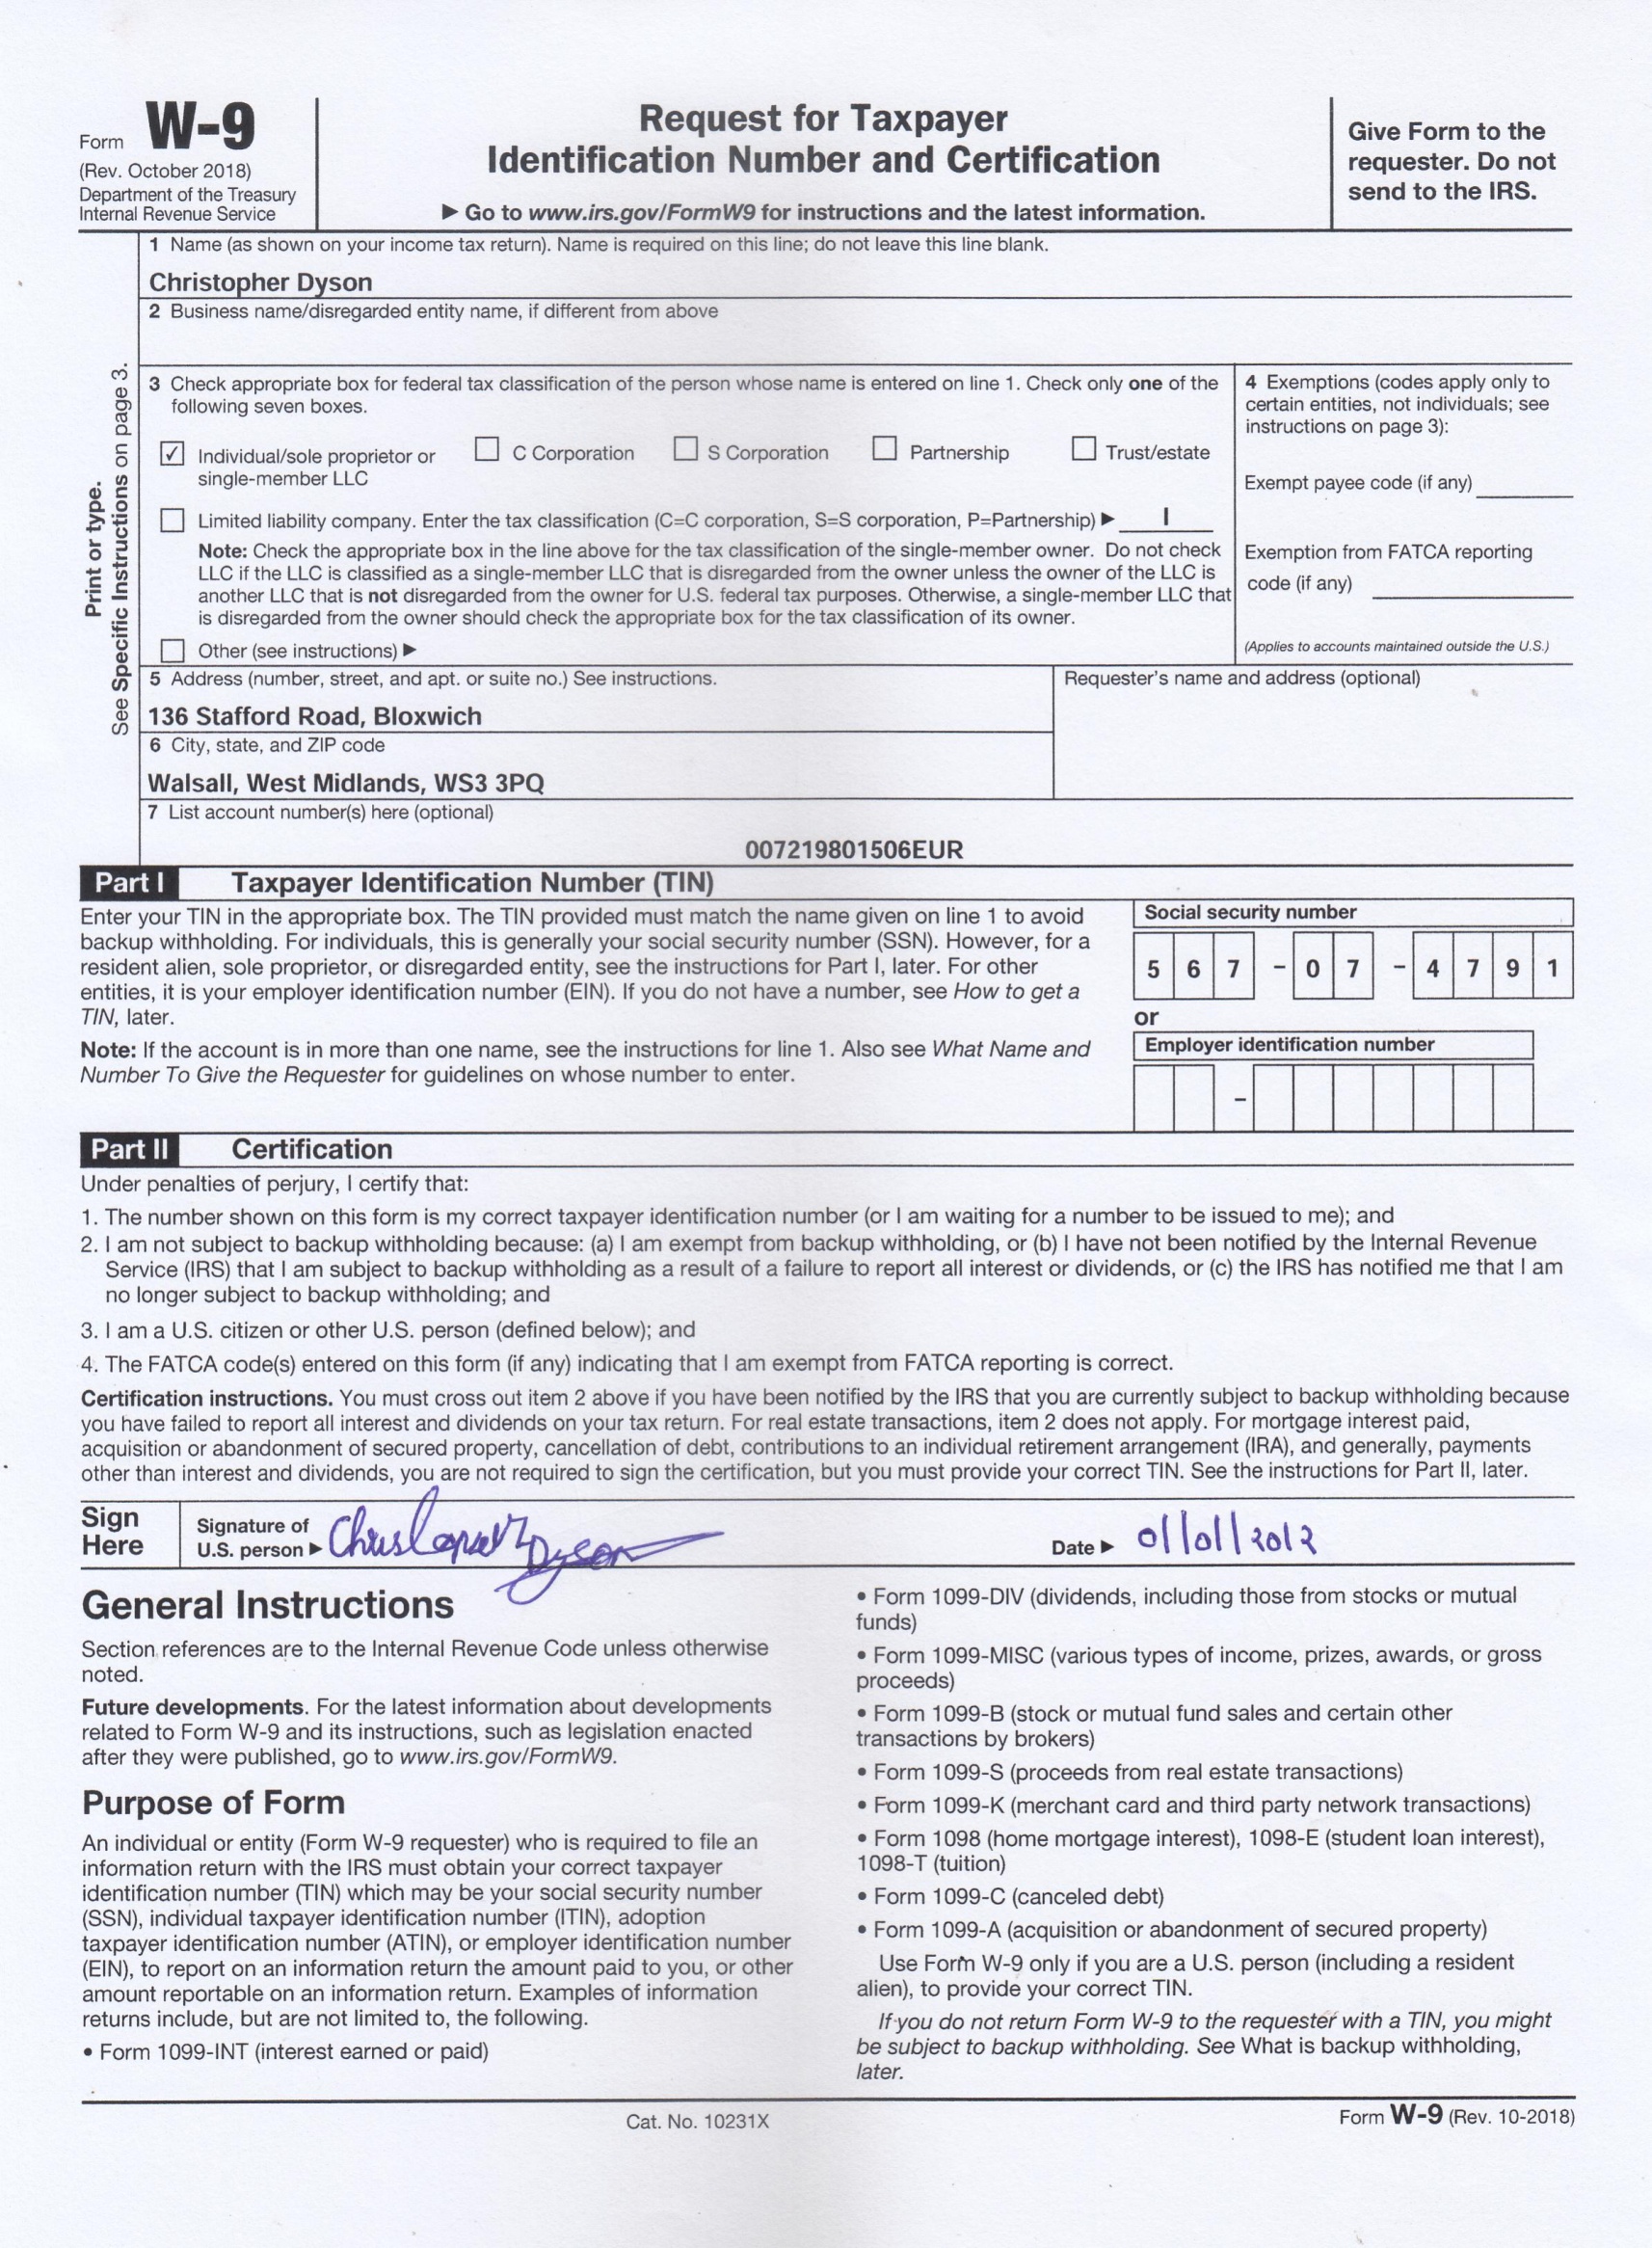 Form W-9
(Rev. October 2018)
Department of the Treasury
Internal Revenue Service
Request for Taxpayer
Identification Number and Certification
▶ Go to www.irs.gov/FormW9 for instructions and the latest information.
Give Form to the
requester. Do not
send to the IRS.
Print or type.
See Specific Instructions on page 3.
1 Name (as shown on your income tax return). Name is required on this line; do not leave this line blank.
Christopher Dyson
2 Business name/disregarded entity name, if different from above
3 Check appropriate box for federal tax classification of the person whose name is entered on line 1. Check only one of the
following seven boxes.
✓ Individual/sole proprietor or
single-member LLC
C Corporation
S Corporation
Partnership
Trust/estate
Limited liability company. Enter the tax classification (C=C corporation, S=S corporation, P=Partnership) ▶ I
Note: Check the appropriate box in the line above for the tax classification of the single-member owner. Do not check
LLC if the LLC is classified as a single-member LLC that is disregarded from the owner unless the owner of the LLC is
another LLC that is not disregarded from the owner for U.S. federal tax purposes. Otherwise, a single-member LLC that
is disregarded from the owner should check the appropriate box for the tax classification of its owner.
Other (see instructions) ▶
4 Exemptions (codes apply only to
certain entities, not individuals; see
instructions on page 3):
Exempt payee code (if any)
Exemption from FATCA reporting
code (if any)
(Applies to accounts maintained outside the U.S.)
5 Address (number, street, and apt. or suite no.) See instructions.
136 Stafford Road, Bloxwich
6 City, state, and ZIP code
Walsall, West Midlands, WS3 3PQ
Requester's name and address (optional)
7 List account number(s) here (optional)
007219801506EUR
Part I Taxpayer Identification Number (TIN)
Enter your TIN in the appropriate box. The TIN provided must match the name given on line 1 to avoid
backup withholding. For individuals, this is generally your social security number (SSN). However, for a
resident alien, sole proprietor, or disregarded entity, see the instructions for Part I, later. For other
entities, it is your employer identification number (EIN). If you do not have a number, see How to get a
TIN, later.
Note: If the account is in more than one name, see the instructions for line 1. Also see What Name and
Number To Give the Requester for guidelines on whose number to enter.
Social security number
5 6 7 – 0 7 – 4 7 9 1
or
Employer identification number
–
Part II Certification
Under penalties of perjury, I certify that:
1. The number shown on this form is my correct taxpayer identification number (or I am waiting for a number to be issued to me); and
2. I am not subject to backup withholding because: (a) I am exempt from backup withholding, or (b) I have not been notified by the Internal Revenue
Service (IRS) that I am subject to backup withholding as a result of a failure to report all interest or dividends, or (c) the IRS has notified me that I am
no longer subject to backup withholding; and
3. I am a U.S. citizen or other U.S. person (defined below); and
4. The FATCA code(s) entered on this form (if any) indicating that I am exempt from FATCA reporting is correct.
Certification instructions. You must cross out item 2 above if you have been notified by the IRS that you are currently subject to backup withholding because
you have failed to report all interest and dividends on your tax return. For real estate transactions, item 2 does not apply. For mortgage interest paid,
acquisition or abandonment of secured property, cancellation of debt, contributions to an individual retirement arrangement (IRA), and generally, payments
other than interest and dividends, you are not required to sign the certification, but you must provide your correct TIN. See the instructions for Part II, later.
Sign
Here
Signature of
U.S. person ▶ Dyson
Date ▶ 01/01/2012
General Instructions
Section references are to the Internal Revenue Code unless otherwise
noted.
Future developments. For the latest information about developments
related to Form W-9 and its instructions, such as legislation enacted
after they were published, go to www.irs.gov/FormW9.
Purpose of Form
An individual or entity (Form W-9 requester) who is required to file an
information return with the IRS must obtain your correct taxpayer
identification number (TIN) which may be your social security number
(SSN), individual taxpayer identification number (ITIN), adoption
taxpayer identification number (ATIN), or employer identification number
(EIN), to report on an information return the amount paid to you, or other
amount reportable on an information return. Examples of information
returns include, but are not limited to, the following.
• Form 1099-INT (interest earned or paid)
• Form 1099-DIV (dividends, including those from stocks or mutual
funds)
• Form 1099-MISC (various types of income, prizes, awards, or gross
proceeds)
• Form 1099-B (stock or mutual fund sales and certain other
transactions by brokers)
• Form 1099-S (proceeds from real estate transactions)
• Form 1099-K (merchant card and third party network transactions)
• Form 1098 (home mortgage interest), 1098-E (student loan interest),
1098-T (tuition)
• Form 1099-C (canceled debt)
• Form 1099-A (acquisition or abandonment of secured property)
Use Form W-9 only if you are a U.S. person (including a resident
alien), to provide your correct TIN.
If you do not return Form W-9 to the requester with a TIN, you might
be subject to backup withholding. See What is backup withholding,
later.
Cat. No. 10231X
Form W-9 (Rev. 10-2018)